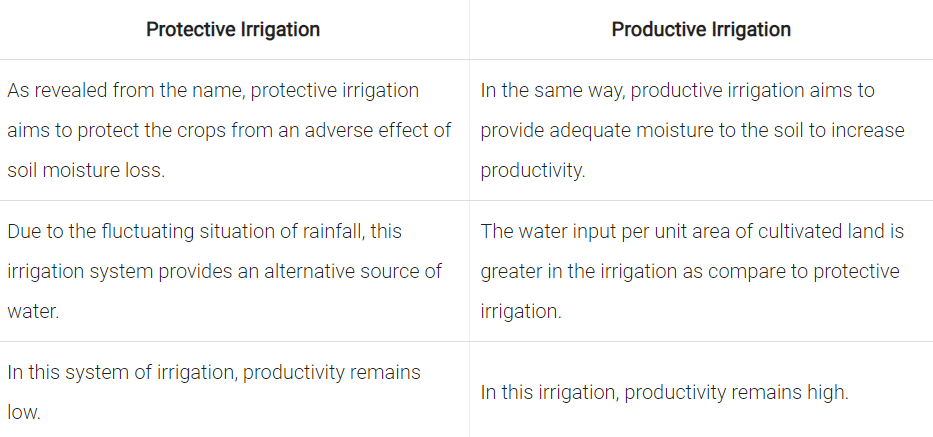 Protective Irrigation
Productive Irrigation
As revealed from the name, protective irrigation
aims to protect the crops from an adverse effect of
soil moisture loss.
In the same way, productive irrigation aims to
provide adequate moisture to the soil to increase
productivity.
Due to the fluctuating situation of rainfall, this
irrigation system provides an alternative source of
water.
The water input per unit area of cultivated land is
greater in the irrigation as compare to protective
irrigation.
In this system of irrigation, productivity remains
low.
In this irrigation, productivity remains high.